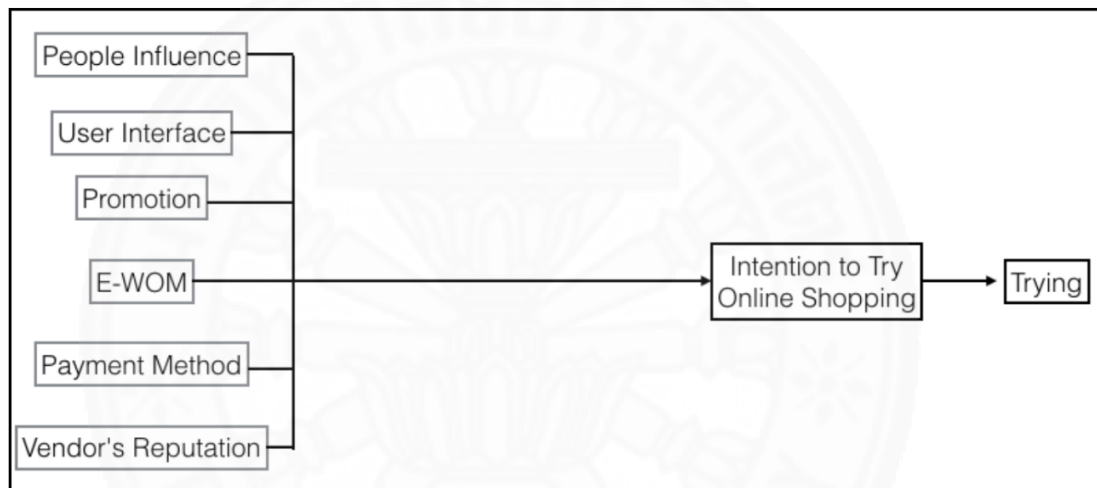 People Influence
User Interface
Promotion
E-WOM
Payment Method
Vendor's Reputation
Intention to Try
Online Shopping
Trying